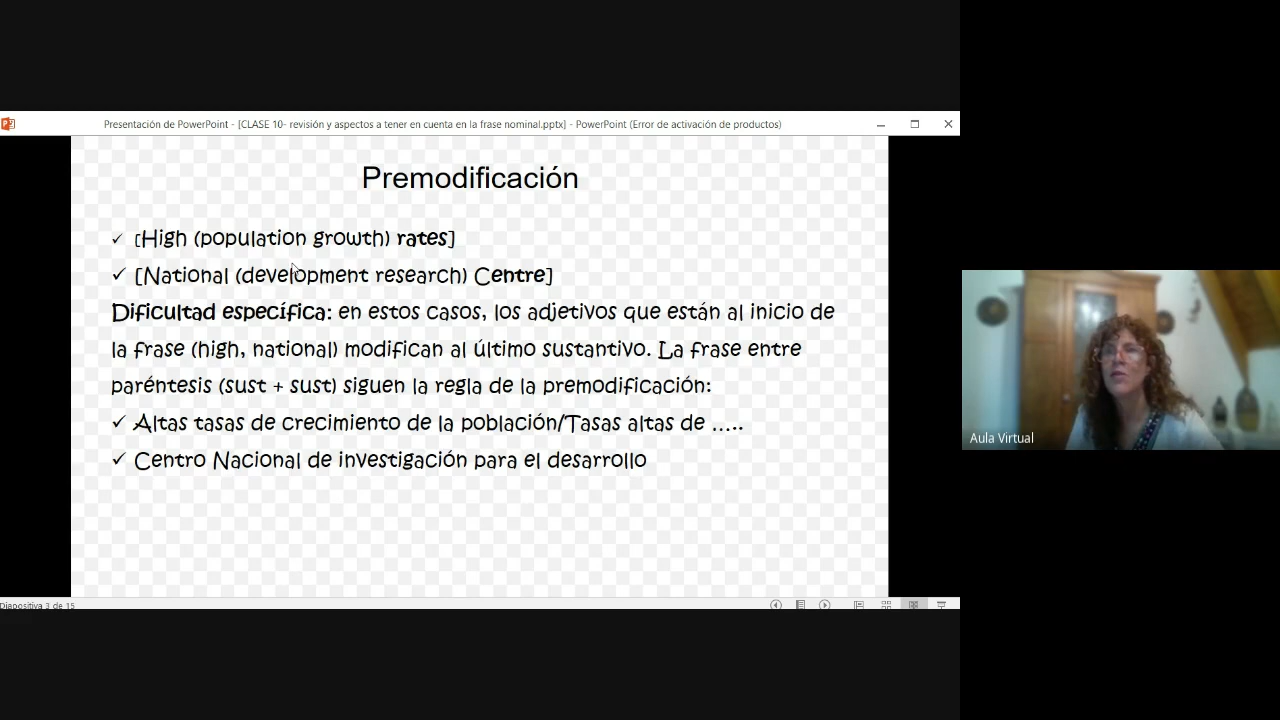 Presentación de PowerPoint - [CLASE 10- revisión y aspectos a tener en cuenta en la frase nominal.pptx] - PowerPoint (Error de activación de productos)
Premodificación
✓ [High (population growth) rates]
✓ [National (development research) Centre]
Dificultad específica: en estos casos, los adjetivos que están al inicio de
la frase (high, national) modifican al último sustantivo. La frase entre
paréntesis (sust + sust) siguen la regla de la premodificación:
✓ Altas tasas de crecimiento de la población/Tasas altas de …..
✓ Centro Nacional de investigación para el desarrollo
Aula Virtual
Diapositiva 3 de 15